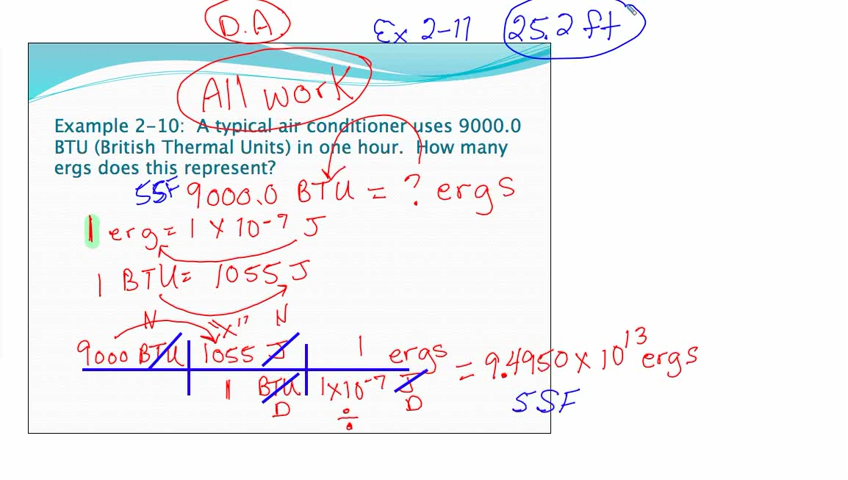 D.A. Ex 2-11 25.2 ft
All work
Example 2-10: A typical air conditioner uses 9000.0
BTU (British Thermal Units) in one hour. How many
ergs does this represent?
5SF 9000.0 BTU = ? ergs
1 erg = 1 X 10⁻⁷ J
1 BTU = 1055 J
N "X" N
9000 BTU 1055 J 1 ergs = 9.4950 X 10¹³ ergs
1 BTU 1X10⁻⁷ J 5SF
D ÷ D